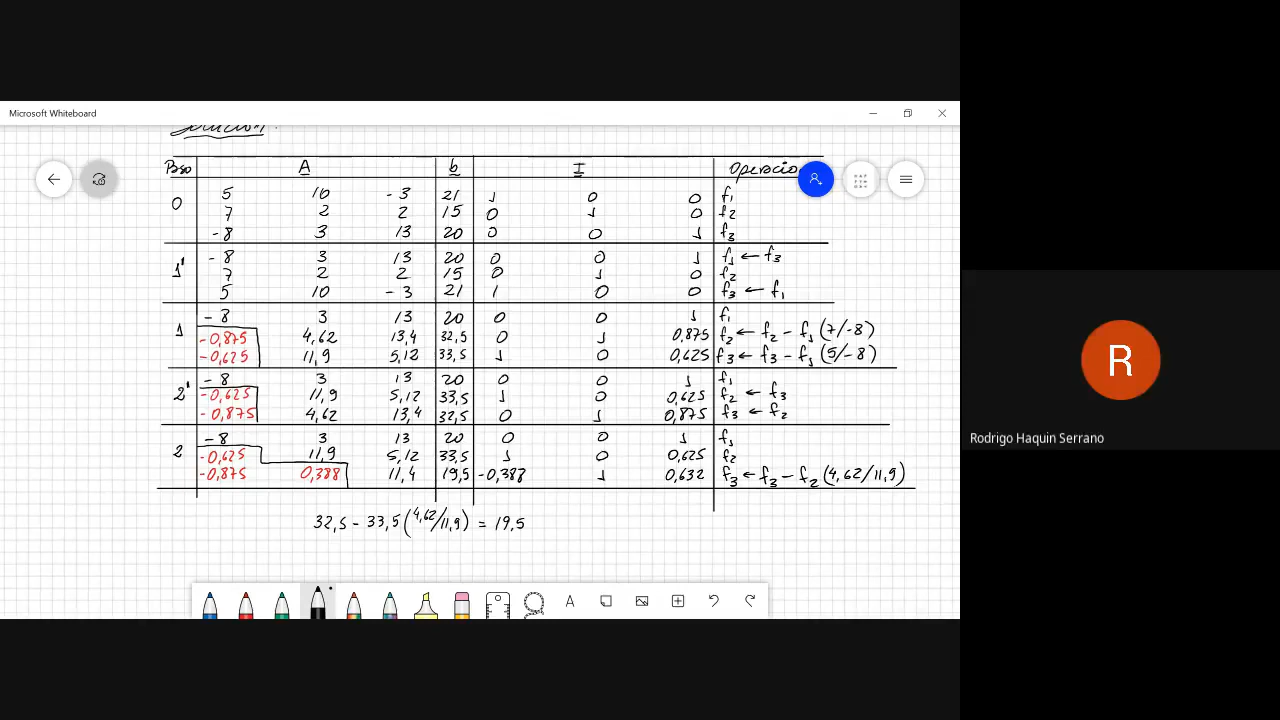 Microsoft Whiteboard
Solución:
Paso A b I Operació
0 5 10 -3 21 1 0 0 f1
7 2 2 15 0 1 0 f2
-8 3 13 20 0 0 1 f3
1' -8 3 13 20 0 0 1 f1 ← f3
7 2 2 15 0 1 0 f2
5 10 -3 21 1 0 0 f3 ← f1
1 -8 3 13 20 0 0 1 f1
-0,875 4,62 13,4 32,5 0 1 0,875 f2 ← f2 - f1 (7/-8)
-0,625 11,9 5,12 33,5 1 0 0,625 f3 ← f3 - f1 (5/-8)
2' -8 3 13 20 0 0 1 f1
-0,625 11,9 5,12 33,5 1 0 0,625 f2 ← f3
-0,875 4,62 13,4 32,5 0 1 0,875 f3 ← f2
2 -8 3 13 20 0 0 1 f1
-0,625 11,9 5,12 33,5 1 0 0,625 f2
-0,875 0,388 11,4 19,5 -0,388 1 0,632 f3 ← f3 - f2 (4,62/11,9)
32,5 - 33,5 (4,62/11,9) = 19,5
R
Rodrigo Haquin Serrano